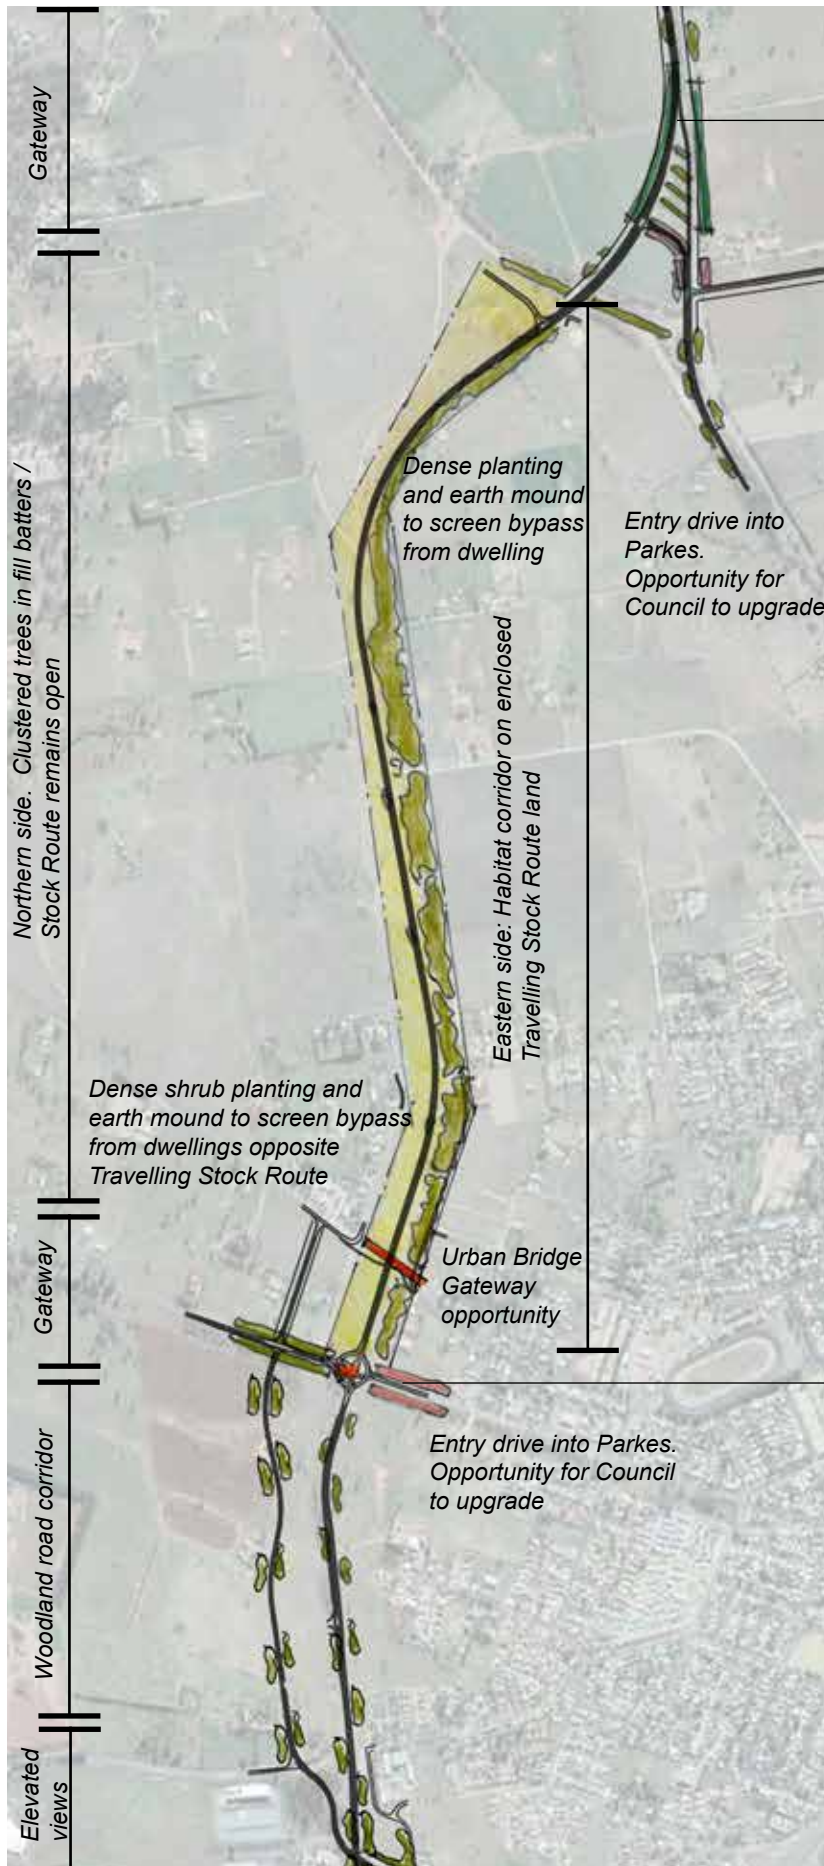 Gateway
Northern side.  Clustered trees in fill batters /
Stock Route remains open
Dense planting
and earth mound
to screen bypass
from dwelling
Entry drive into
Parkes.
Opportunity for
Council to upgrade
Eastern side: Habitat corridor on enclosed
Travelling Stock Route land
Dense shrub planting and
earth mound to screen bypass
from dwellings opposite
Travelling Stock Route
Gateway
Urban Bridge
Gateway
opportunity
Woodland road corridor
Entry drive into Parkes.
Opportunity for Council
to upgrade
Elevated
views